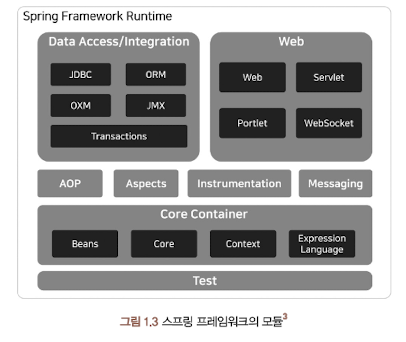 Spring Framework Runtime
Data Access/Integration
JDBC
ORM
OXM
JMX
Transactions
Web
Web
Servlet
Portlet
WebSocket
AOP
Aspects
Instrumentation
Messaging
Core Container
Beans
Core
Context
Expression
Language
Test
그림 1.3 스프링 프레임워크의 모듈3